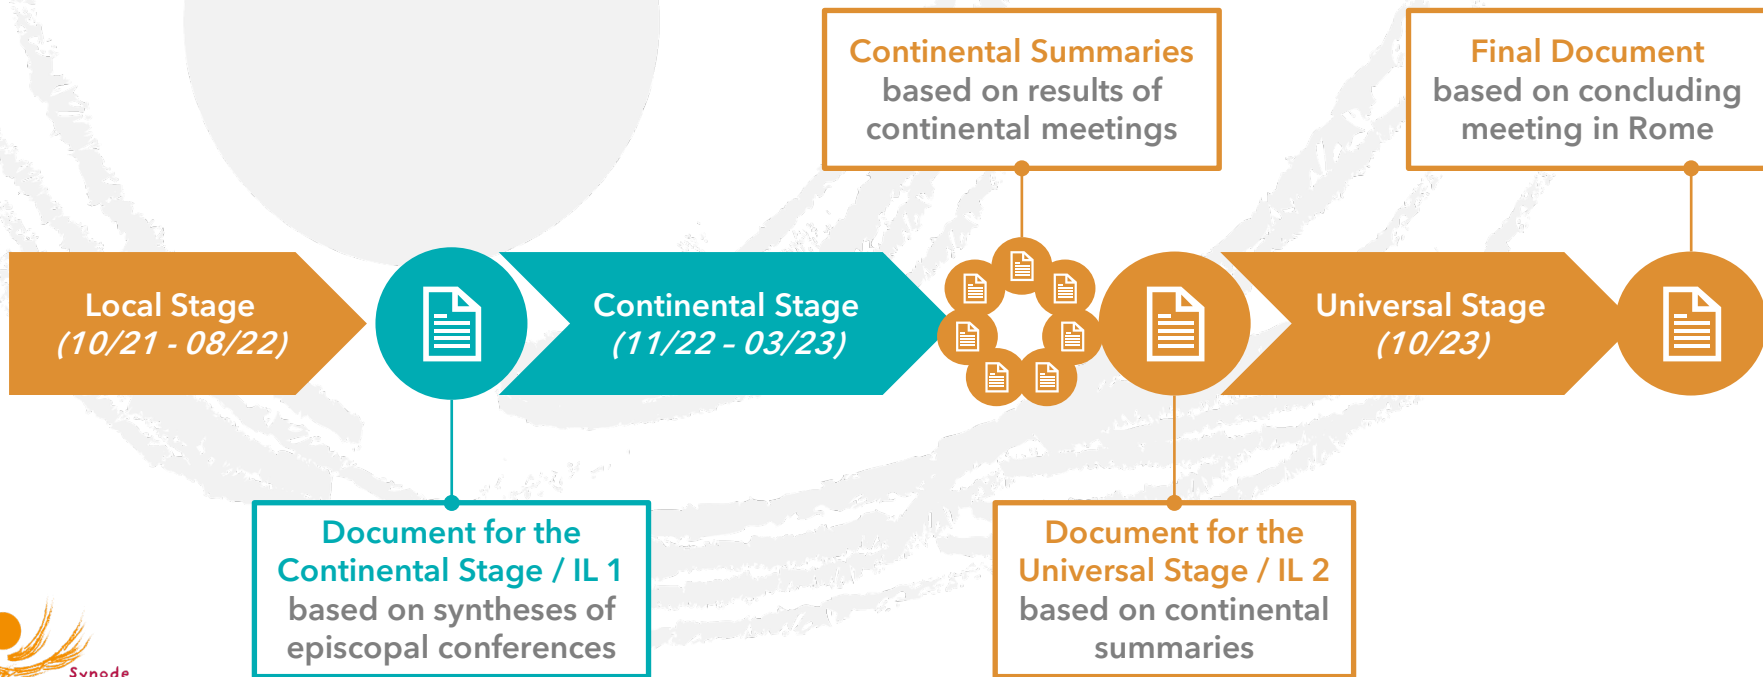 Continental Summaries
based on results of
continental meetings
Final Document
based on concluding
meeting in Rome
Local Stage
(10/21 - 08/22)
Continental Stage
(11/22 – 03/23)
Universal Stage
(10/23)
Document for the
Continental Stage / IL 1
based on syntheses of
episcopal conferences
Document for the
Universal Stage / IL 2
based on continental
summaries
Synode